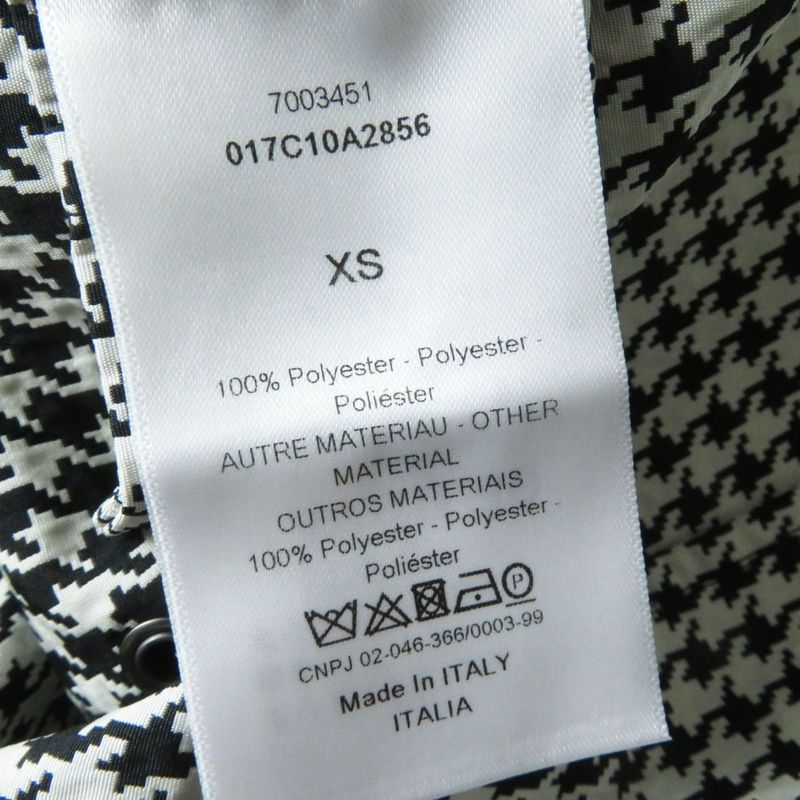 7003451
017C10A2856
XS
100% Polyester - Polyester -
Poliéster
AUTRE MATERIAU - OTHER
MATERIAL
OUTROS MATERIAIS
100% Polyester - Polyester -
Poliéster
P
CNPJ 02-046-366/0003-99
Made In ITALY
ITALIA